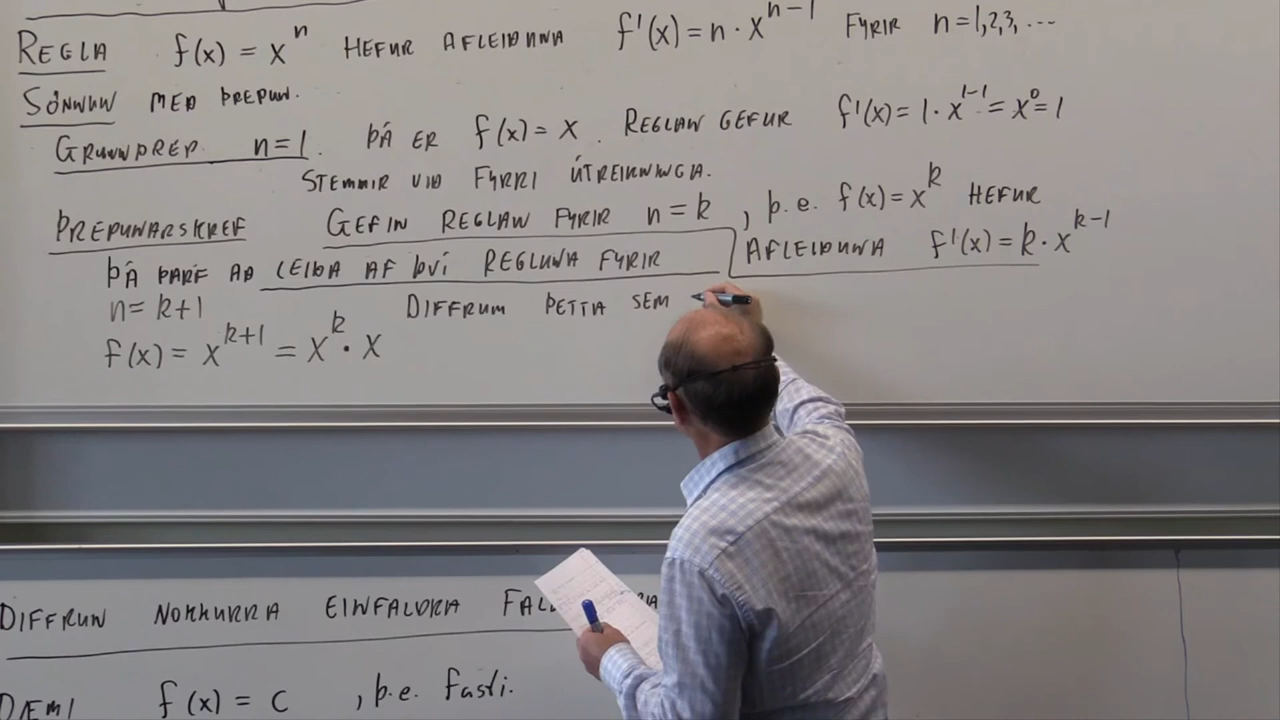 REGLA f(x) = x^n HEFUR AFLEIÐUNA f'(x) = n · x^{n-1} FYRIR n = 1,2,3, ...
SÖNNUN MEÐ ÞREPUN.
GRUNNÞREP n = 1. ÞÁ ER f(x) = x. REGLAN GEFUR f'(x) = 1 · x^{1-1} = x^0 = 1
STEMMIR VIÐ FYRRI ÚTREIKNINGA.
ÞREPUNARSKREF GEFIN REGLAN FYRIR n = k, þ.e. f(x) = x^k HEFUR
AFLEIÐUNA f'(x) = k · x^{k-1}
ÞÁ ÞARF AÐ LEIÐA AF ÞVÍ REGLUNA FYRIR
n = k+1 DIFFRUM ÞETTA SEM
f(x) = x^{k+1} = x^k · x
DIFFRUN NOKKURRA EINFALDRA
DÆMI f(x) = c, þ.e. fasti.